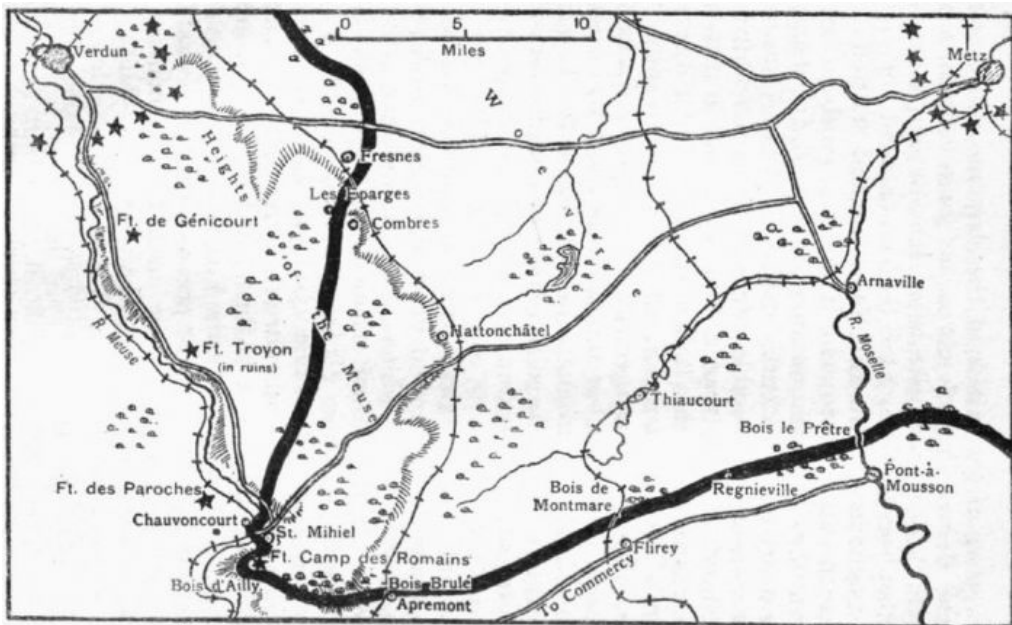 0 5 10
Miles
Verdun
Metz
W
o
e
v
r
e
Fresnes
Heights
Les Eparges
Combres
Ft. de Génicourt
of
the
Meuse
Hattonchâtel
Arnaville
R. Meuse
Ft. Troyon
(in ruins)
R. Moselle
Thiaucourt
Bois le Prêtre
Ft. des Paroches
Bois de
Montmare
Regnieville
Pont-à-
Mousson
Chauvoncourt
St. Mihiel
Flirey
Ft. Camp des Romains
Bois d'Ailly
Bois Brulé
Apremont
To Commercy